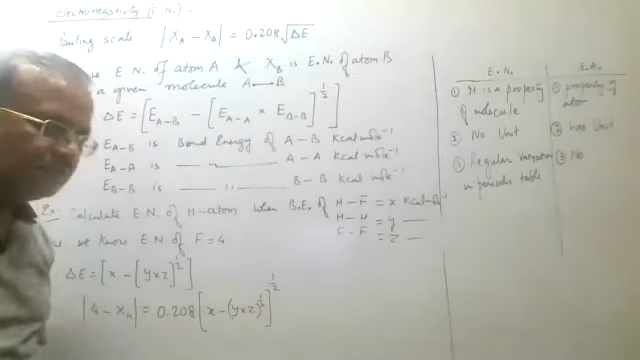 Electronegativity (E.N.)
Pauling scale |X_A − X_B| = 0.208 √ΔE
E.N. of atom A & X_B is E.N. of atom B
a given molecule A—B
ΔE = [E_A-B − [E_A-A × E_B-B]^1/2]
E_A-B is Bond Energy of A-B Kcal mole⁻¹
E_A-A is —— " —— A-A Kcal mole⁻¹
E_B-B is —— " —— B-B Kcal mole⁻¹
Ex: Calculate E.N. of H-atom when B.E. of H-F = x Kcal
H-H = y ——
F-F = z —
we know E.N. of F = 4
ΔE = [x − (y×z)^1/2]
|4 − X_H| = 0.208 [x − (y×z)^1/2]^1/2
E.N.
① It is a property of molecule
② No Unit
③ Regular variation in periodic table
E.A.
① property of atom
② Unit
③ No